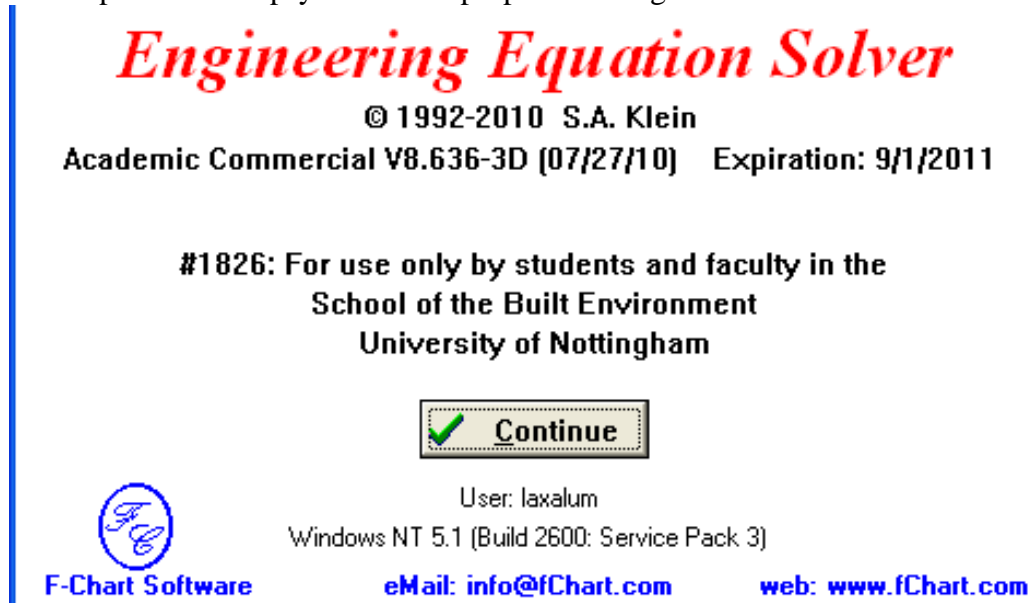 Engineering Equation Solver
© 1992-2010 S.A. Klein
Academic Commercial V8.636-3D (07/27/10) Expiration: 9/1/2011
#1826: For use only by students and faculty in the
School of the Built Environment
University of Nottingham
Continue
User: laxalum
Windows NT 5.1 (Build 2600: Service Pack 3)
FC
F-Chart Software eMail: info@fChart.com web: www.fChart.com